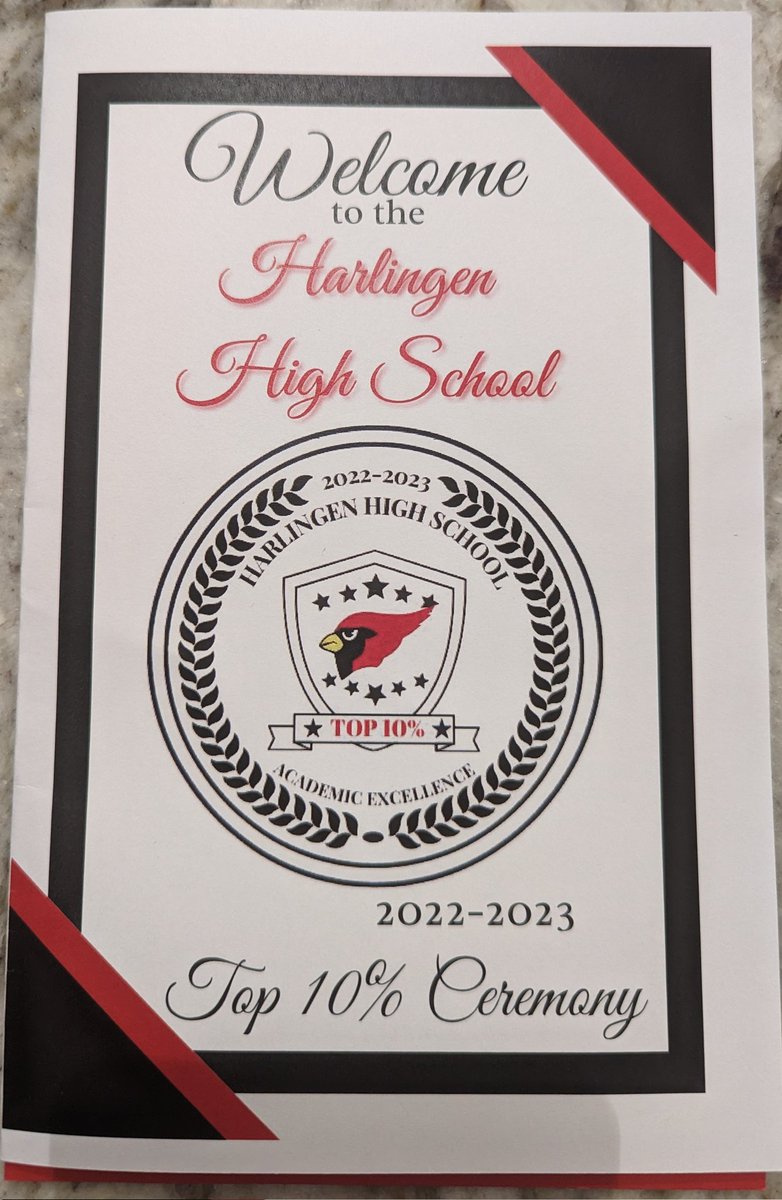 Welcome
to the
Harlingen
High School
2022-2023
HARLINGEN HIGH SCHOOL
TOP 10%
ACADEMIC EXCELLENCE
2022-2023
Top 10% Ceremony